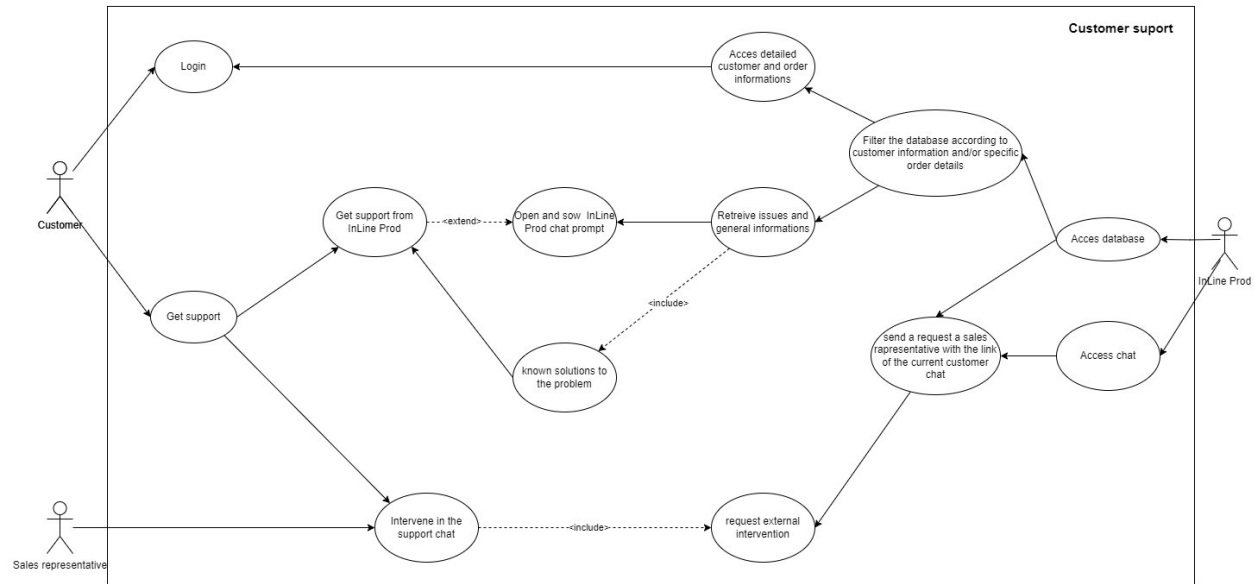 Customer suport
Login
Acces detailed
customer and order
informations
Filter the database according to
customer information and/or specific
order details
Customer
Get support from
InLine Prod
<extend>
Open and sow InLine
Prod chat prompt
Retreive issues and
general informations
Acces database
InLine Prod
<include>
Get support
send a request a sales
rapresentative with the link
of the current customer
chat
Access chat
known solutions to
the problem
Intervene in the
support chat
<include>
request external
intervention
Sales representative